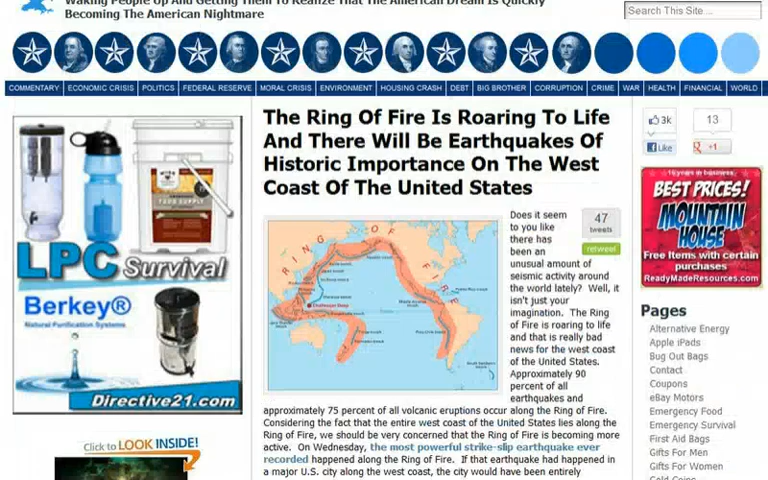 Waking People Up And Getting Them To Realize That The American Dream Is Quickly
Becoming The American Nightmare
Search This Site ...
COMMENTARY ECONOMIC CRISIS POLITICS FEDERAL RESERVE MORAL CRISIS ENVIRONMENT HOUSING CRASH DEBT BIG BROTHER CORRUPTION CRIME WAR HEALTH FINANCIAL WORLD
LPC Survival
Berkey®
Natural Purification Systems
Directive21.com
Click to LOOK INSIDE!
The Ring Of Fire Is Roaring To Life
And There Will Be Earthquakes Of
Historic Importance On The West
Coast Of The United States
RING OF FIRE
Does it seem
to you like
there has
been an
unusual amount of
seismic activity around
the world lately? Well, it
isn't just your
imagination. The Ring
of Fire is roaring to life
and that is really bad
news for the west coast
of the United States.
Approximately 90
percent of all
earthquakes and
approximately 75 percent of all volcanic eruptions occur along the Ring of Fire.
Considering the fact that the entire west coast of the United States lies along the
Ring of Fire, we should be very concerned that the Ring of Fire is becoming more
active. On Wednesday, the most powerful strike-slip earthquake ever
recorded happened along the Ring of Fire. If that earthquake had happened in
a major U.S. city along the west coast, the city would have been entirely
47
tweets
retweet
3k
Like
13
+1
BEST PRICES!
MOUNTAIN
HOUSE
Free Items with certain
purchases
ReadyMadeResources.com
Pages
Alternative Energy
Apple iPads
Bug Out Bags
Contact
Coupons
eBay Motors
Emergency Food
Emergency Survival
First Aid Bags
Gifts For Men
Gifts For Women
Gold Coins